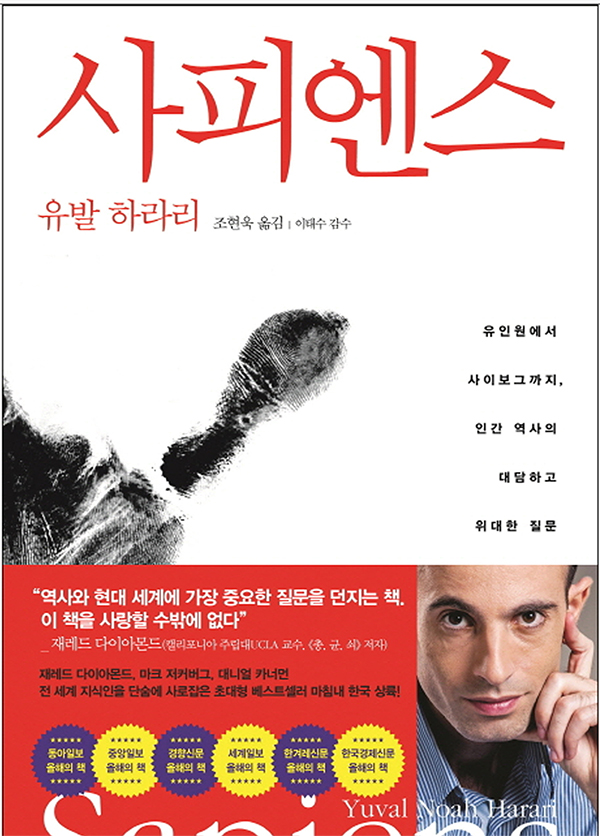 사피엔스
유발 하라리 조현욱 옮김 | 이태수 감수
유인원에서
사이보그까지,
인간 역사의
대담하고
위대한 질문
“역사와 현대 세계에 가장 중요한 질문을 던지는 책.
이 책을 사랑할 수밖에 없다”
_ 재레드 다이아몬드(캘리포니아 주립대UCLA 교수, 《총, 균, 쇠》 저자)
재레드 다이아몬드, 마크 저커버그, 대니얼 카너먼
전 세계 지식인을 단숨에 사로잡은 초대형 베스트셀러 마침내 한국 상륙!
동아일보
올해의 책
중앙일보
올해의 책
경향신문
올해의 책
세계일보
올해의 책
한겨레신문
올해의 책
한국경제신문
올해의 책
Yuval Noah Harari
Sapiens